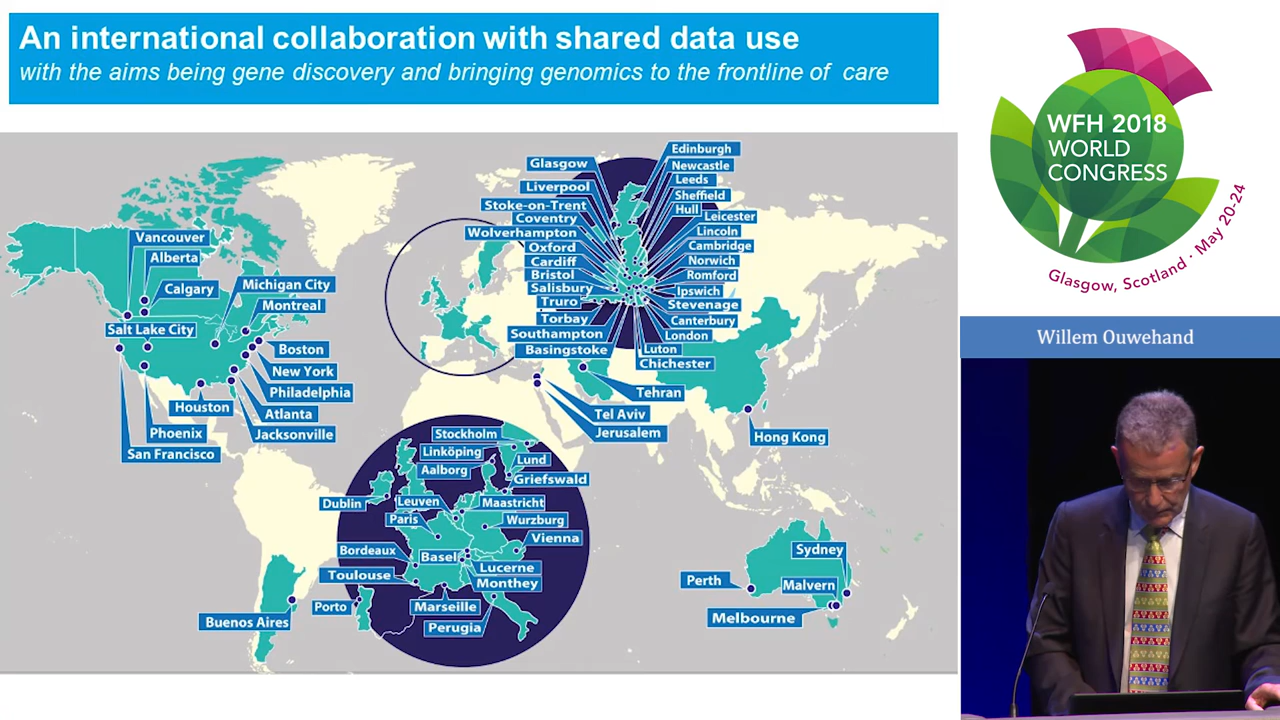 An international collaboration with shared data use
with the aims being gene discovery and bringing genomics to the frontline of care
WFH 2018
WORLD
CONGRESS
Glasgow, Scotland · May 20-24
Willem Ouwehand
Vancouver
Alberta
Calgary
Michigan City
Montreal
Salt Lake City
Boston
New York
Philadelphia
Houston
Atlanta
Phoenix
Jacksonville
San Francisco
Buenos Aires
Glasgow
Liverpool
Stoke-on-Trent
Coventry
Wolverhampton
Oxford
Cardiff
Bristol
Salisbury
Truro
Torbay
Southampton
Basingstoke
Edinburgh
Newcastle
Leeds
Sheffield
Hull
Leicester
Lincoln
Cambridge
Norwich
Romford
Ipswich
Stevenage
Canterbury
London
Luton
Chichester
Tehran
Tel Aviv
Jerusalem
Hong Kong
Stockholm
Linköping
Lund
Aalborg
Griefswald
Dublin
Leuven
Maastricht
Paris
Wurzburg
Vienna
Bordeaux
Basel
Lucerne
Toulouse
Monthey
Porto
Marseille
Perugia
Sydney
Perth
Malvern
Melbourne